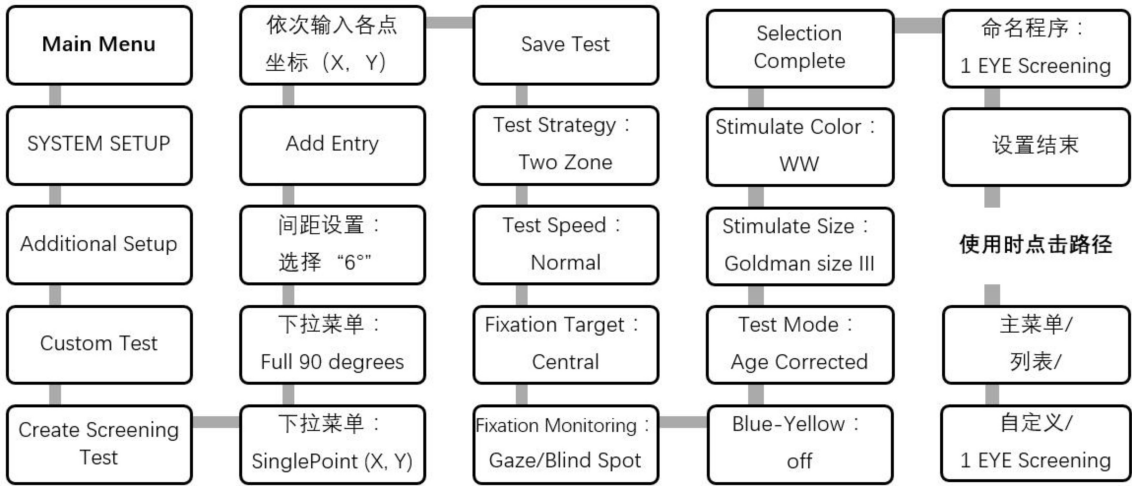 Main Menu
SYSTEM SETUP
Additional Setup
Custom Test
Create Screening
Test
下拉菜单：
SinglePoint (X, Y)
下拉菜单：
Full 90 degrees
间距设置：
选择 “6°”
Add Entry
依次输入各点
坐标（X，Y）
Save Test
Test Strategy：
Two Zone
Test Speed：
Normal
Fixation Target：
Central
Fixation Monitoring：
Gaze/Blind Spot
Blue-Yellow：
off
Test Mode：
Age Corrected
Stimulate Size：
Goldman size III
Stimulate Color：
WW
Selection
Complete
命名程序：
1 EYE Screening
设置结束
使用时点击路径
主菜单/
列表/
自定义/
1 EYE Screening